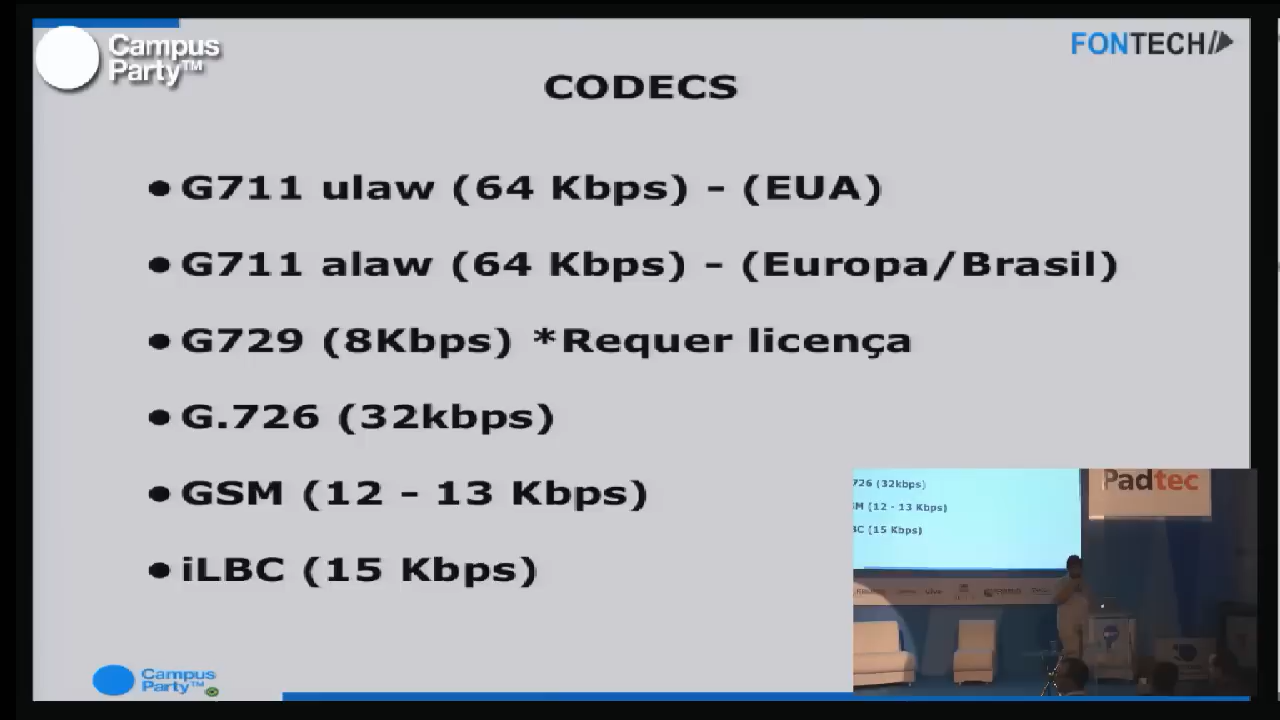 Campus
Party™
FONTECH
CODECS
• G711 ulaw (64 Kbps) - (EUA)
• G711 alaw (64 Kbps) - (Europa/Brasil)
• G729 (8Kbps) *Requer licença
• G.726 (32kbps)
• GSM (12 - 13 Kbps)
• iLBC (15 Kbps)
726 (32kbps)
M (12 - 13 Kbps)
BC (15 Kbps)
Padtec
vivo
Campus
Party™